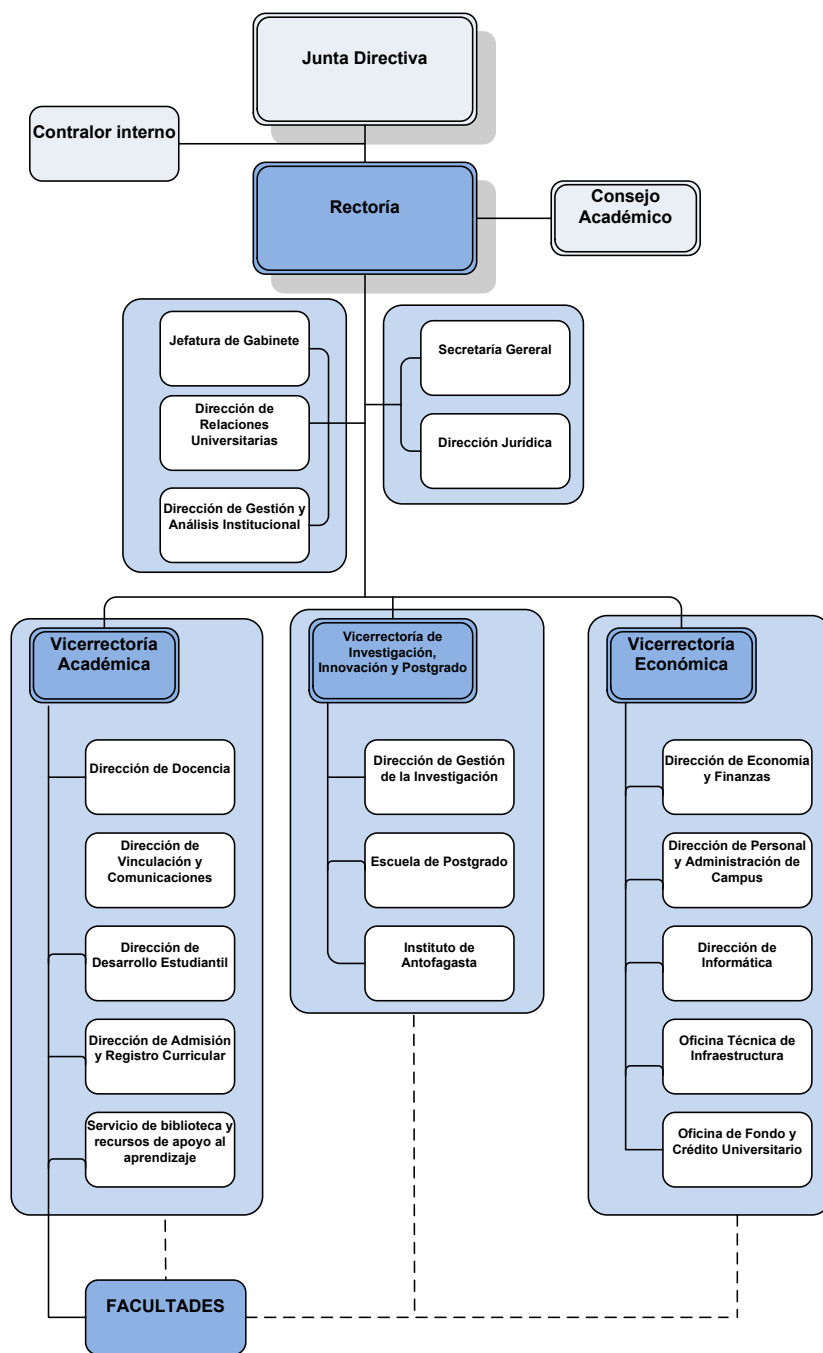 Junta Directiva
Contralor interno
Rectoría
Consejo
Académico
Jefatura de Gabinete
Dirección de
Relaciones
Universitarias
Dirección de Gestión y
Análisis Institucional
Secretaría Gereral
Dirección Jurídica
Vicerrectoría
Académica
Dirección de Docencia
Dirección de
Vinculación y
Comunicaciones
Dirección de
Desarrollo Estudiantil
Dirección de Admisión
y Registro Curricular
Servicio de biblioteca y
recursos de apoyo al
aprendizaje
Vicerrectoría de
Investigación,
Innovación y Postgrado
Dirección de Gestión
de la Investigación
Escuela de Postgrado
Instituto de
Antofagasta
Vicerrectoría
Económica
Dirección de Economía
y Finanzas
Dirección de Personal
y Administración de
Campus
Dirección de
Informática
Oficina Técnica de
Infraestructura
Oficina de Fondo y
Crédito Universitario
FACULTADES